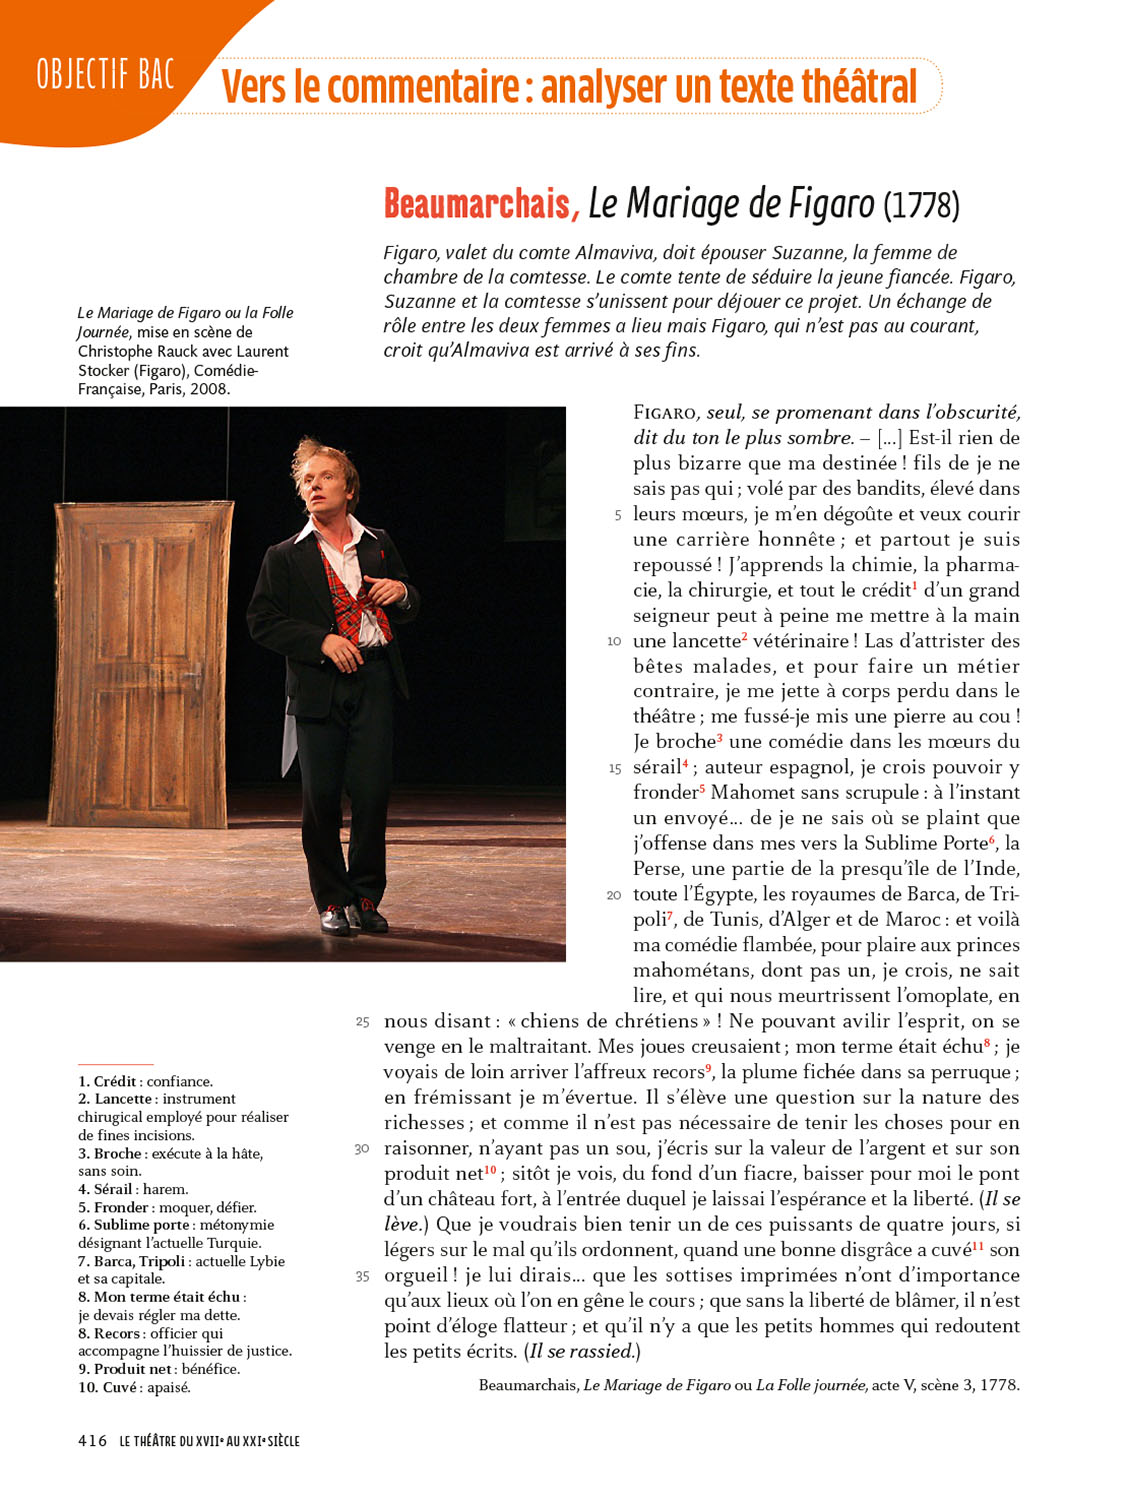 OBJECTIF BAC
Vers le commentaire : analyser un texte théâtral
Beaumarchais, Le Mariage de Figaro (1778)
Figaro, valet du comte Almaviva, doit épouser Suzanne, la femme de
chambre de la comtesse. Le comte tente de séduire la jeune fiancée. Figaro,
Suzanne et la comtesse s’unissent pour déjouer ce projet. Un échange de
rôle entre les deux femmes a lieu mais Figaro, qui n’est pas au courant,
croit qu’Almaviva est arrivé à ses fins.
Le Mariage de Figaro ou la Folle
Journée, mise en scène de
Christophe Rauck avec Laurent
Stocker (Figaro), Comédie-
Française, Paris, 2008.
FIGARO, seul, se promenant dans l’obscurité,
dit du ton le plus sombre. – [...] Est-il rien de
plus bizarre que ma destinée ! fils de je ne
sais pas qui ; volé par des bandits, élevé dans
5 leurs mœurs, je m’en dégoûte et veux courir
une carrière honnête ; et partout je suis
repoussé ! J’apprends la chimie, la pharma-
cie, la chirurgie, et tout le crédit1 d’un grand
seigneur peut à peine me mettre à la main
10 une lancette2 vétérinaire ! Las d’attrister des
bêtes malades, et pour faire un métier
contraire, je me jette à corps perdu dans le
théâtre ; me fussé-je mis une pierre au cou !
Je broche3 une comédie dans les mœurs du
15 sérail4 ; auteur espagnol, je crois pouvoir y
fronder5 Mahomet sans scrupule : à l’instant
un envoyé... de je ne sais où se plaint que
j’offense dans mes vers la Sublime Porte6, la
Perse, une partie de la presqu’île de l’Inde,
20 toute l’Égypte, les royaumes de Barca, de Tri-
poli7, de Tunis, d’Alger et de Maroc : et voilà
ma comédie flambée, pour plaire aux princes
mahométans, dont pas un, je crois, ne sait
lire, et qui nous meurtrissent l’omoplate, en
25 nous disant : « chiens de chrétiens » ! Ne pouvant avilir l’esprit, on se
venge en le maltraitant. Mes joues creusaient ; mon terme était échu8 ; je
voyais de loin arriver l’affreux recors9, la plume fichée dans sa perruque ;
en frémissant je m’évertue. Il s’élève une question sur la nature des
richesses ; et comme il n’est pas nécessaire de tenir les choses pour en
30 raisonner, n’ayant pas un sou, j’écris sur la valeur de l’argent et sur son
produit net10 ; sitôt je vois, du fond d’un fiacre, baisser pour moi le pont
d’un château fort, à l’entrée duquel je laissai l’espérance et la liberté. (Il se
lève.) Que je voudrais bien tenir un de ces puissants de quatre jours, si
légers sur le mal qu’ils ordonnent, quand une bonne disgrâce a cuvé11 son
35 orgueil ! je lui dirais... que les sottises imprimées n’ont d’importance
qu’aux lieux où l’on en gêne le cours ; que sans la liberté de blâmer, il n’est
point d’éloge flatteur ; et qu’il n’y a que les petits hommes qui redoutent
les petits écrits. (Il se rassied.)
Beaumarchais, Le Mariage de Figaro ou La Folle journée, acte V, scène 3, 1778.
1. Crédit : confiance.
2. Lancette : instrument
chirugical employé pour réaliser
de fines incisions.
3. Broche : exécute à la hâte,
sans soin.
4. Sérail : harem.
5. Fronder : moquer, défier.
6. Sublime porte : métonymie
désignant l’actuelle Turquie.
7. Barca, Tripoli : actuelle Lybie
et sa capitale.
8. Mon terme était échu :
je devais régler ma dette.
8. Recors : officier qui
accompagne l’huissier de justice.
9. Produit net : bénéfice.
10. Cuvé : apaisé.
416 LE THÉÂTRE DU XVIIe AU XXIe SIÈCLE